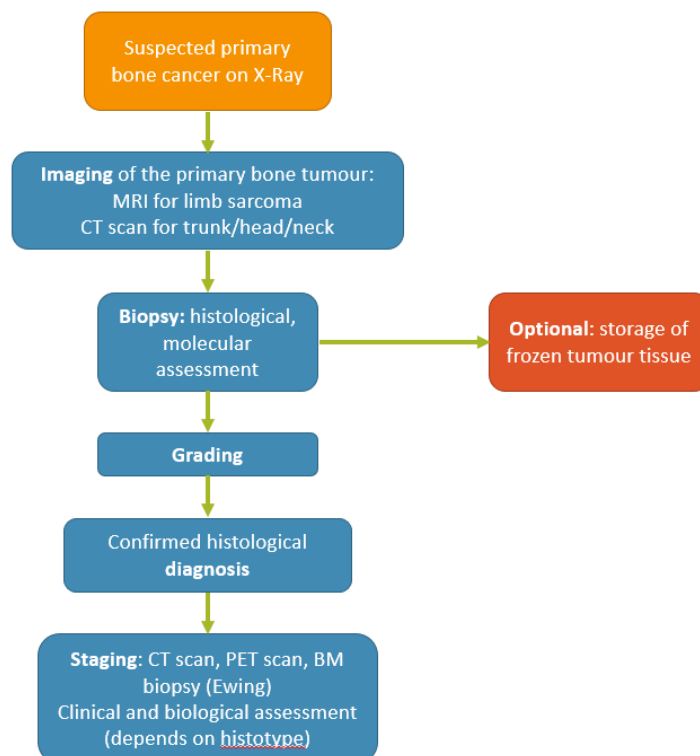 Suspected primary
bone cancer on X-Ray
Imaging of the primary bone tumour:
MRI for limb sarcoma
CT scan for trunk/head/neck
Biopsy: histological,
molecular
assessment
Optional: storage of
frozen tumour tissue
Grading
Confirmed histological
diagnosis
Staging: CT scan, PET scan, BM
biopsy (Ewing)
Clinical and biological assessment
(depends on histotype)